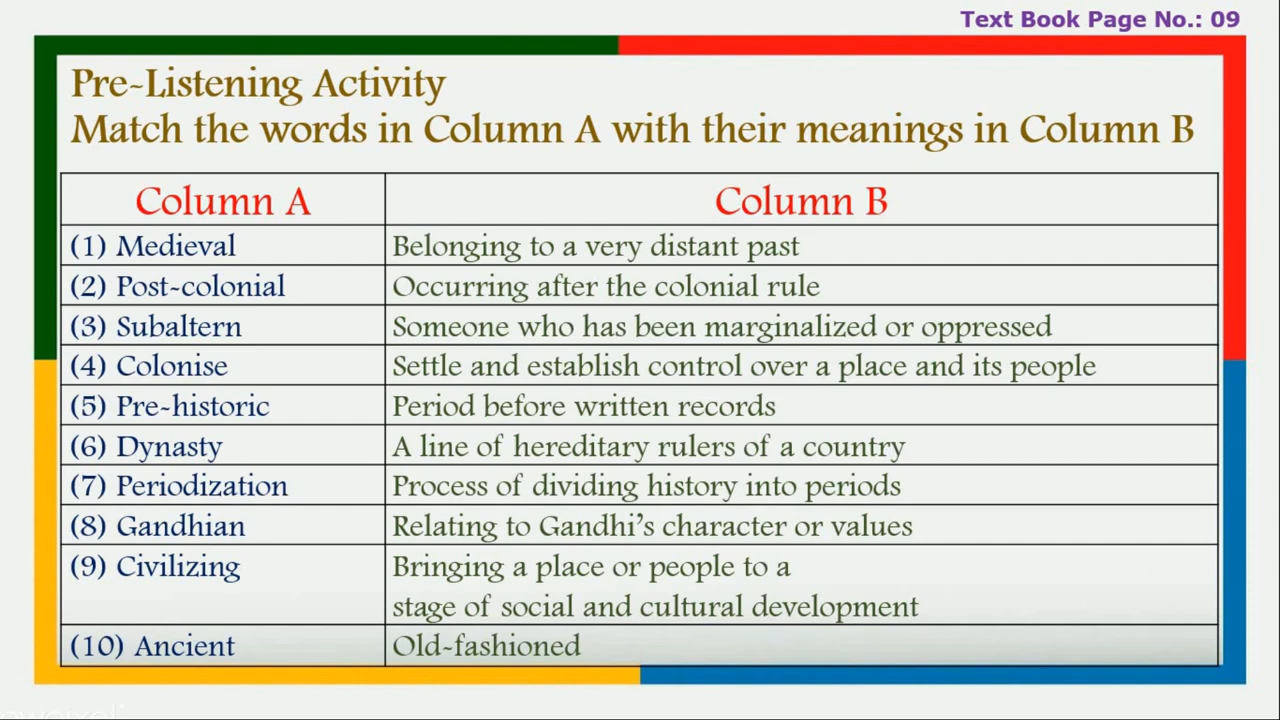 Text Book Page No.: 09
Pre-Listening Activity
Match the words in Column A with their meanings in Column B
Column A Column B
(1) Medieval Belonging to a very distant past
(2) Post-colonial Occurring after the colonial rule
(3) Subaltern Someone who has been marginalized or oppressed
(4) Colonise Settle and establish control over a place and its people
(5) Pre-historic Period before written records
(6) Dynasty A line of hereditary rulers of a country
(7) Periodization Process of dividing history into periods
(8) Gandhian Relating to Gandhi's character or values
(9) Civilizing Bringing a place or people to a
stage of social and cultural development
(10) Ancient Old-fashioned